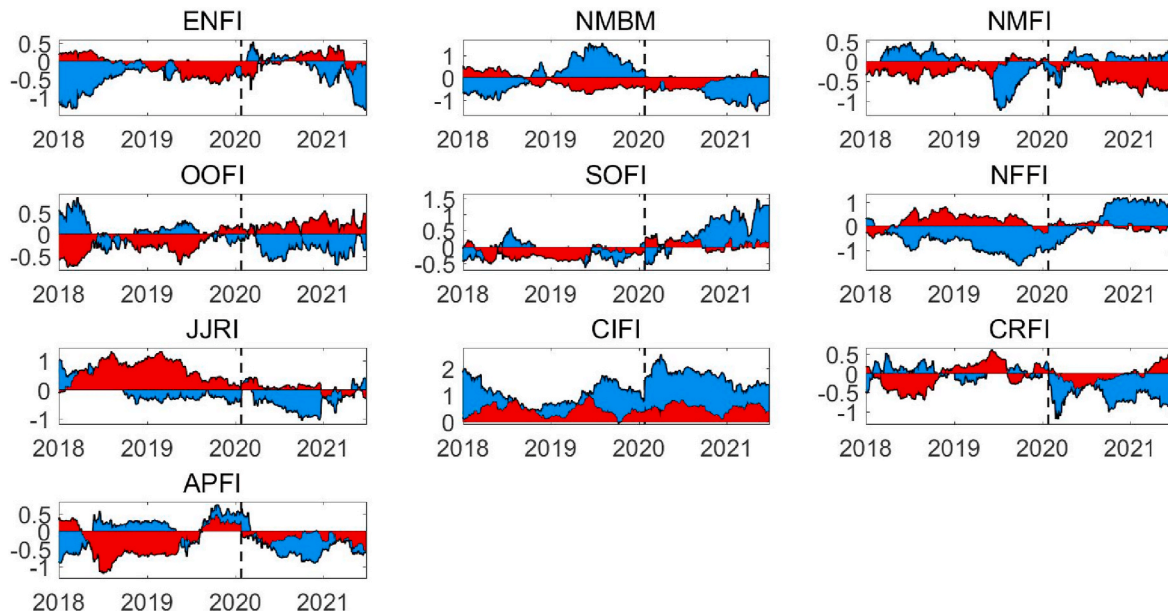 ENFI NMBM NMFI
0.5 0 -0.5 -1 1 0 -1 0.5 0 -0.5 -1
2018 2019 2020 2021 2018 2019 2020 2021 2018 2019 2020 2021
OOFI SOFI NFFI
0.5 0 -0.5 1.5 1 0.5 0 -0.5 1 0 -1
2018 2019 2020 2021 2018 2019 2020 2021 2018 2019 2020 2021
JJRI CIFI CRFI
1 0 -1 2 1 0 0.5 0 -0.5 -1
2018 2019 2020 2021 2018 2019 2020 2021 2018 2019 2020 2021
APFI
0.5 0 -0.5 -1
2018 2019 2020 2021